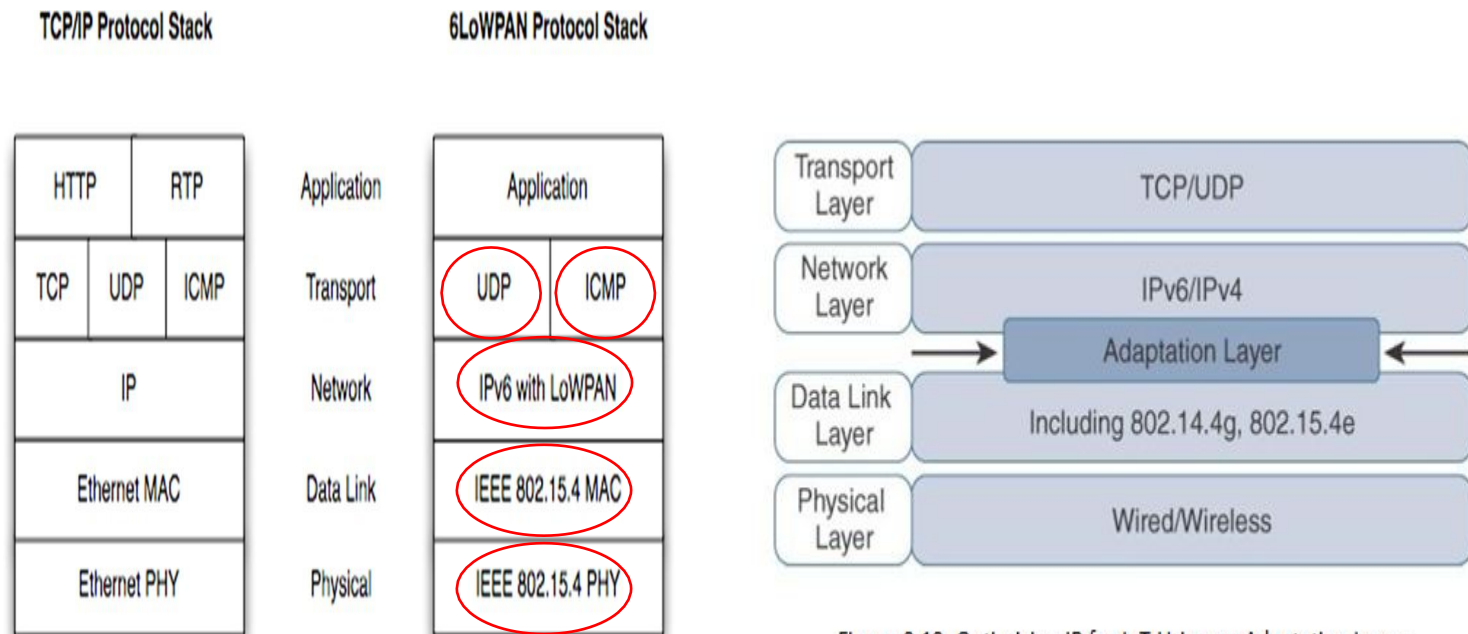 TCP/IP Protocol Stack
6LoWPAN Protocol Stack
HTTP RTP Application Application
TCP UDP ICMP Transport UDP ICMP
IP Network IPv6 with LoWPAN
Ethernet MAC Data Link IEEE 802.15.4 MAC
Ethernet PHY Physical IEEE 802.15.4 PHY
Transport
Layer
TCP/UDP
Network
Layer
IPv6/IPv4
Adaptation Layer
Data Link
Layer
Including 802.14.4g, 802.15.4e
Physical
Layer
Wired/Wireless